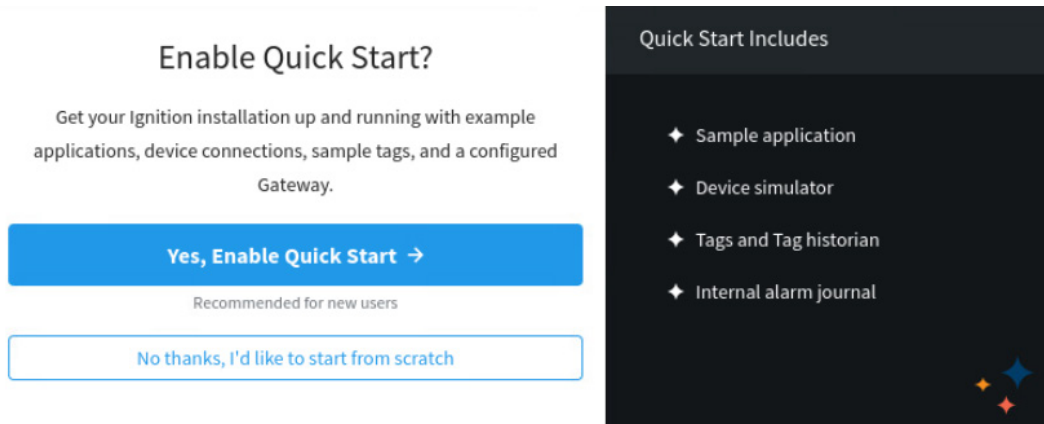 Enable Quick Start?
Get your Ignition installation up and running with example
applications, device connections, sample tags, and a configured
Gateway.
Yes, Enable Quick Start →
Recommended for new users
No thanks, I'd like to start from scratch
Quick Start Includes
Sample application
Device simulator
Tags and Tag historian
Internal alarm journal